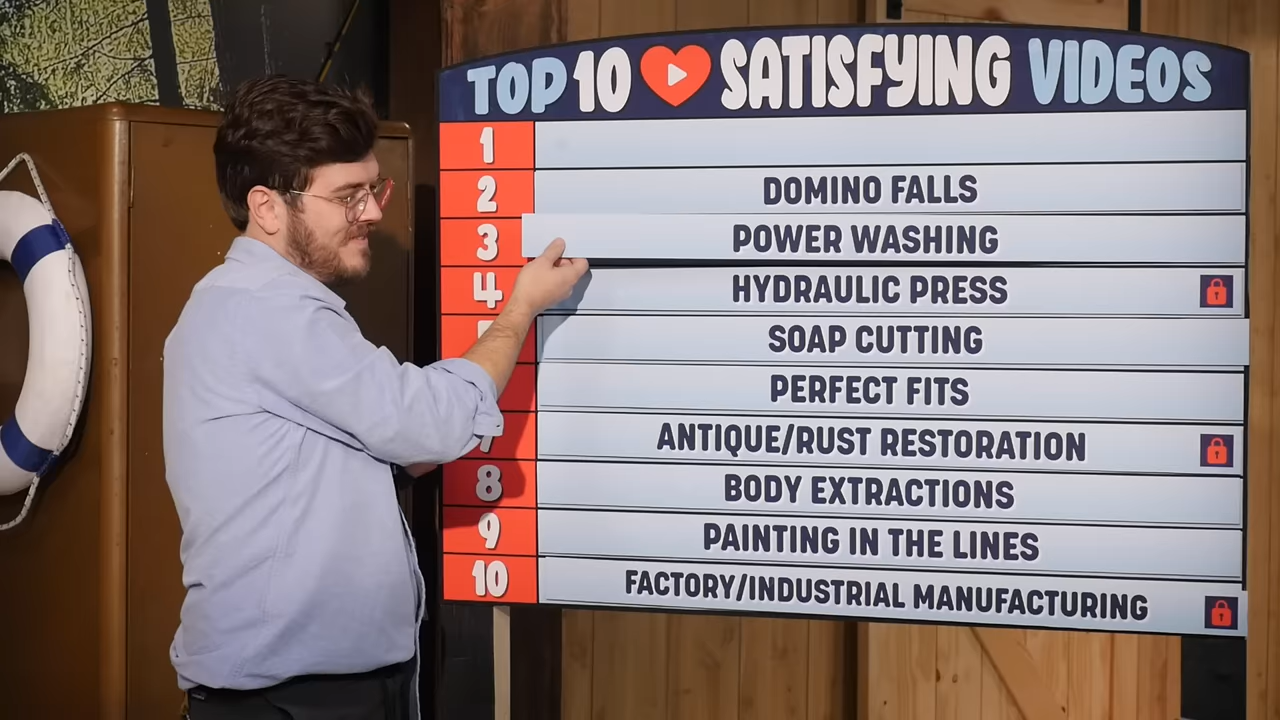 TOP 10 SATISFYING VIDEOS
1
2 DOMINO FALLS
3 POWER WASHING
4 HYDRAULIC PRESS
SOAP CUTTING
PERFECT FITS
7 ANTIQUE/RUST RESTORATION
8 BODY EXTRACTIONS
9 PAINTING IN THE LINES
10 FACTORY/INDUSTRIAL MANUFACTURING